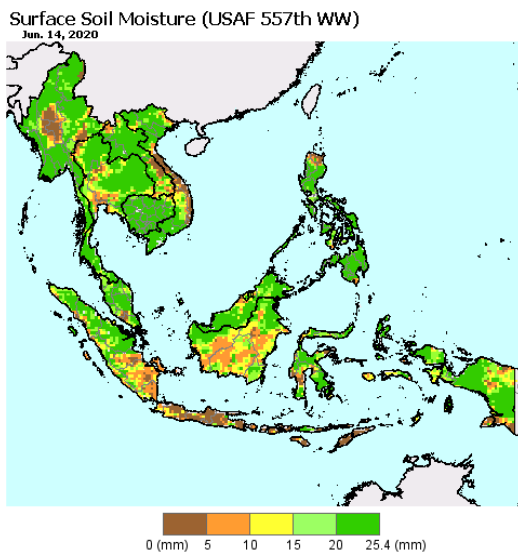 Surface Soil Moisture (USAF 557th WW)
Jun. 14, 2020
0 (mm) 5 10 15 20 25.4 (mm)